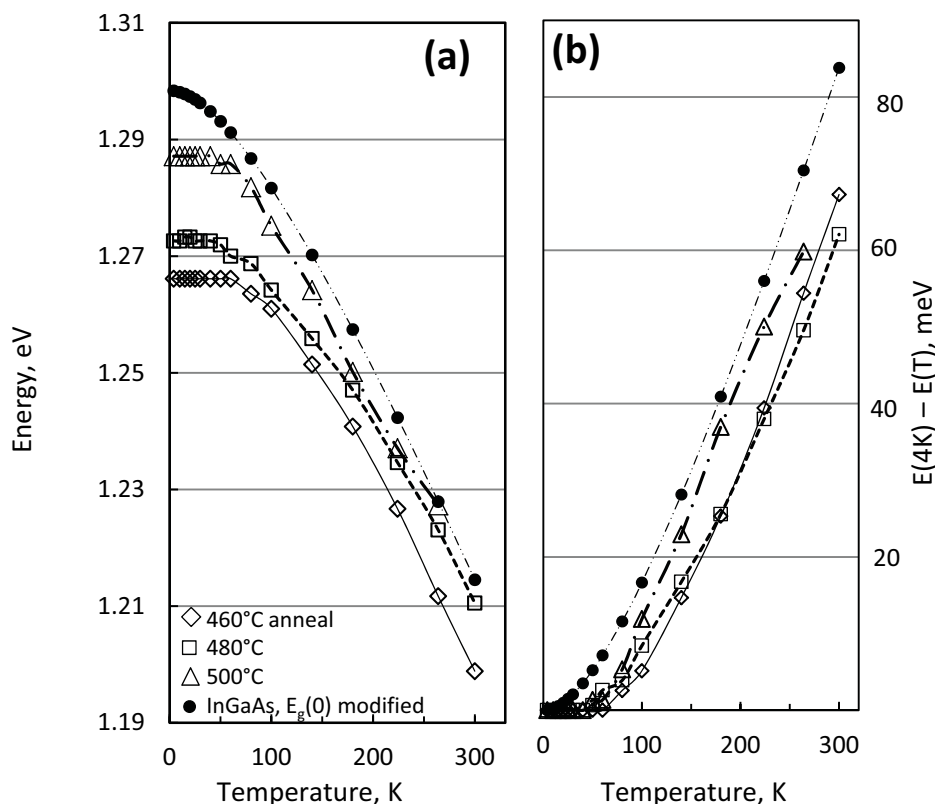 (a)
1.31
1.29
1.27
1.25
1.23
1.21
1.19
Energy, eV
0
100
200
300
Temperature, K
460°C anneal
480°C
500°C
InGaAs, Eg(0) modified
(b)
80
60
40
20
E(4K) – E(T), meV
0
100
200
300
Temperature, K